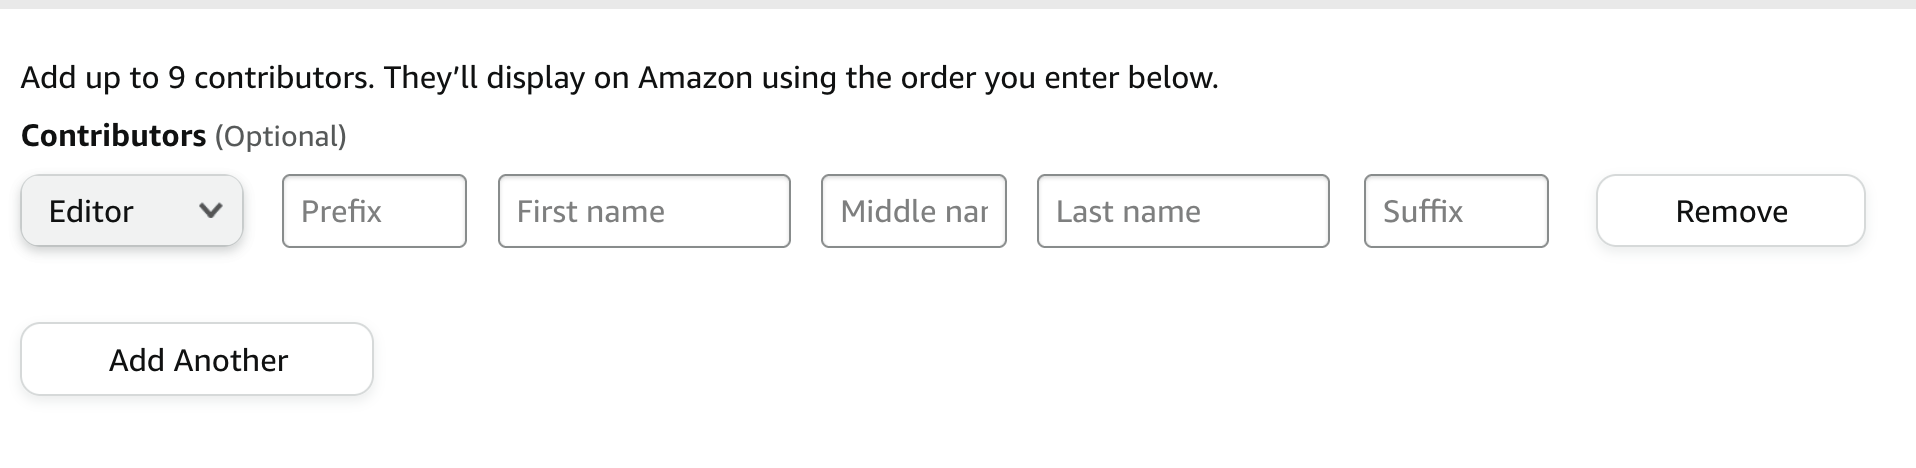 Add up to 9 contributors. They’ll display on Amazon using the order you enter below.
Contributors (Optional)
Editor Prefix First name Middle nar Last name Suffix Remove
Add Another